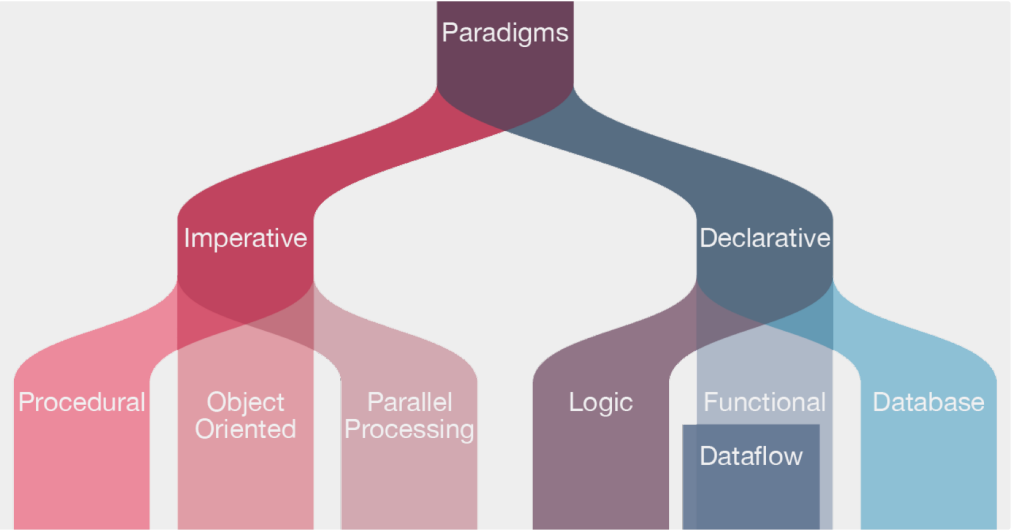 Paradigms
Imperative
Declarative
Procedural
Object
Oriented
Parallel
Processing
Logic
Functional
Database
Dataflow